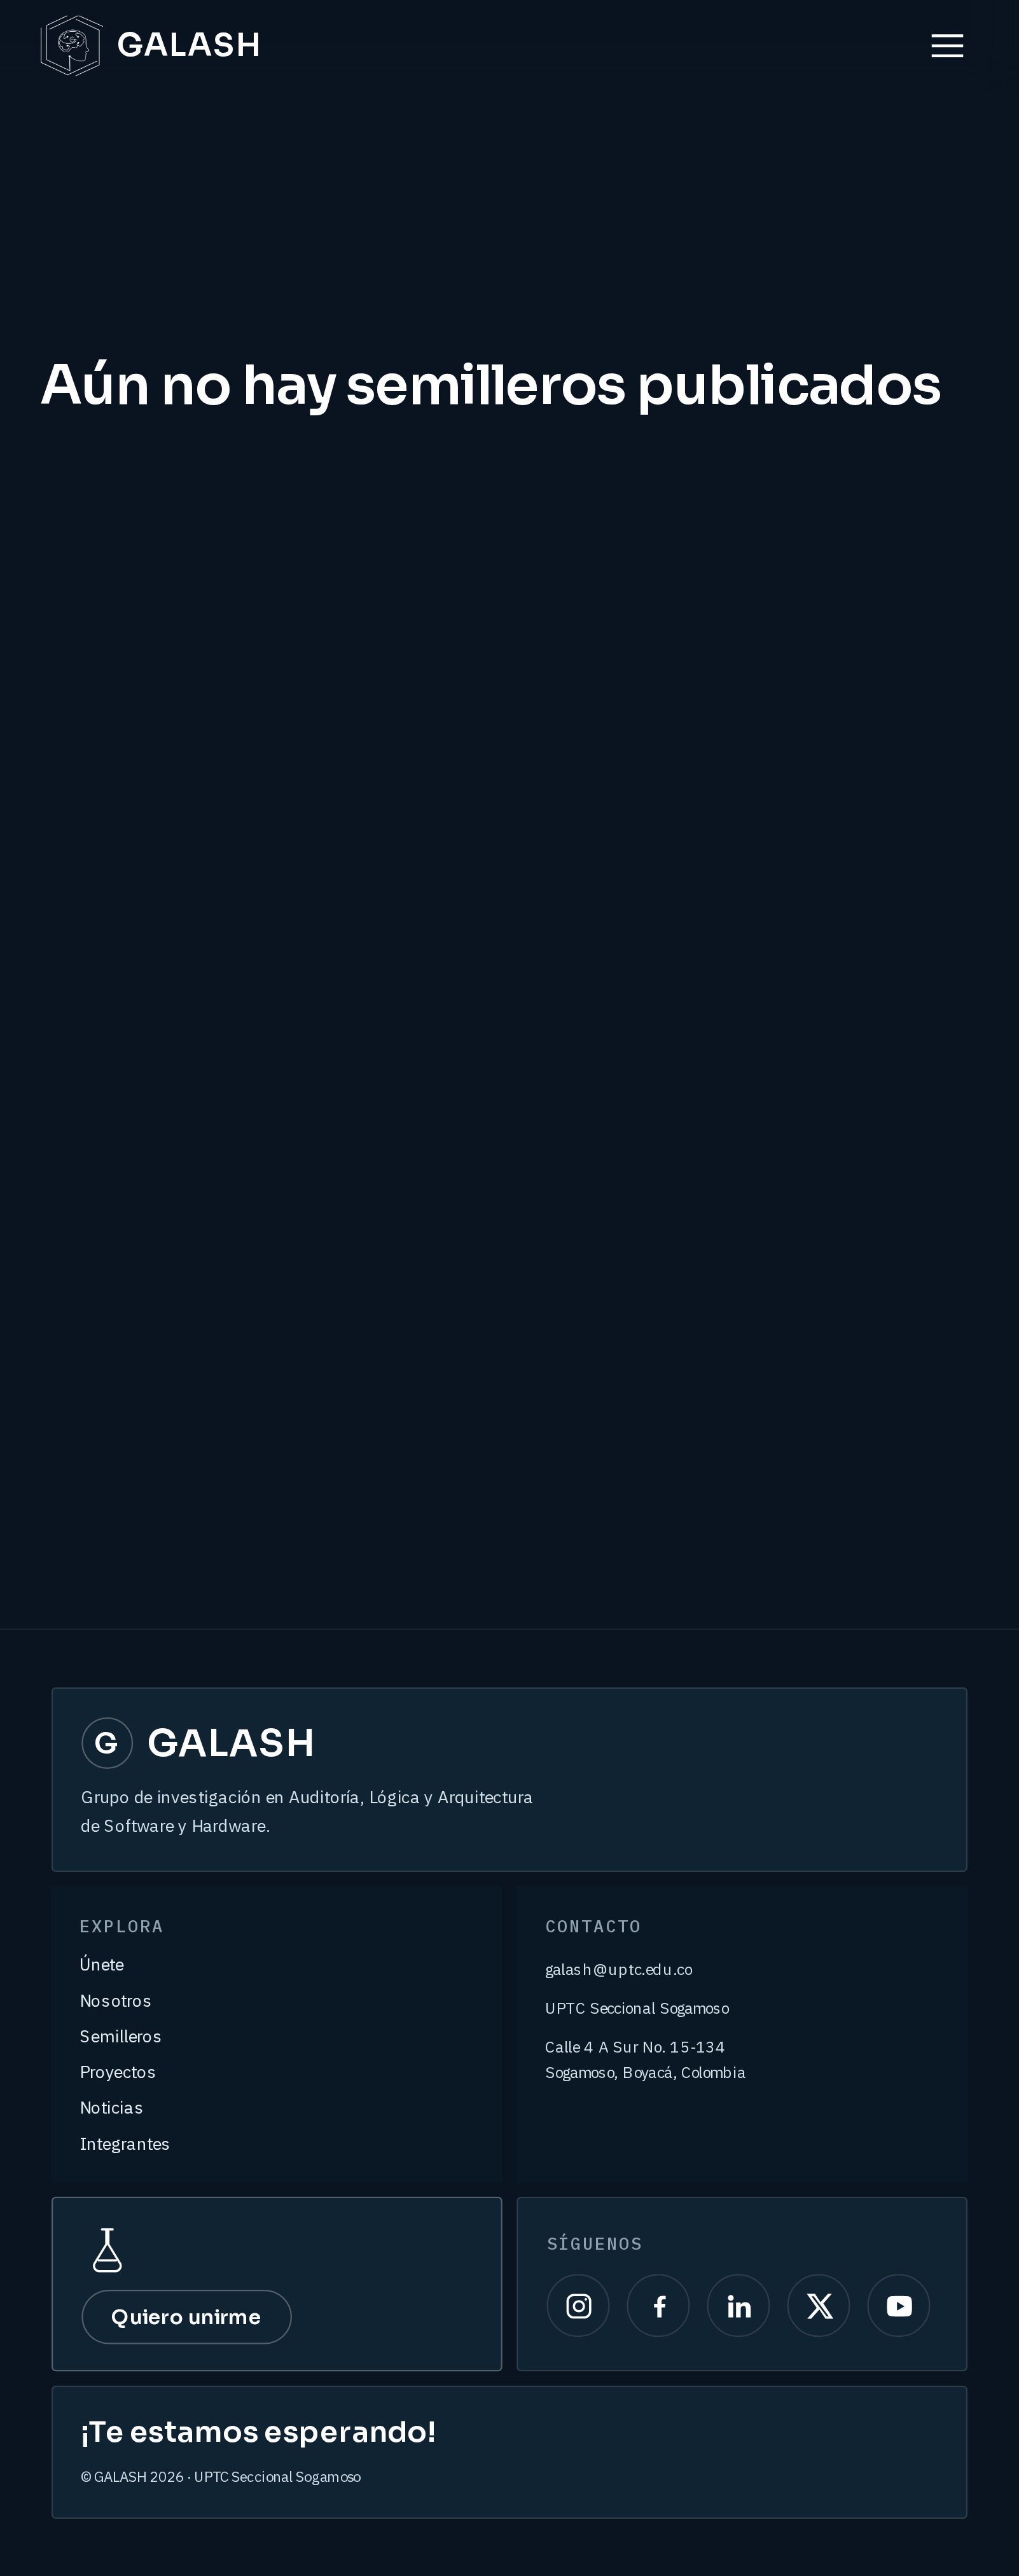 GALASH
Aún no hay semilleros publicados
G GALASH
Grupo de investigación en Auditoría, Lógica y Arquitectura
de Software y Hardware.
EXPLORA
Únete
Nosotros
Semilleros
Proyectos
Noticias
Integrantes
CONTACTO
galash@uptc.edu.co
UPTC Seccional Sogamoso
Calle 4 A Sur No. 15-134
Sogamoso, Boyacá, Colombia
Quiero unirme
SÍGUENOS
¡Te estamos esperando!
© GALASH 2026 · UPTC Seccional Sogamoso